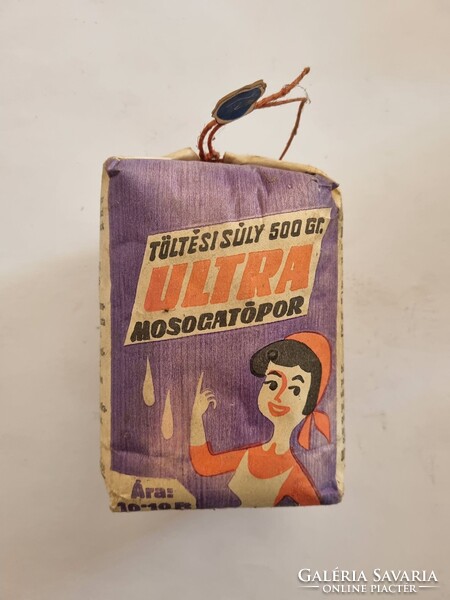 TÖLTÉSI SÚLY 500 Gr.
ULTRA
MOSOGATÓPOR
Ára:
GALÉRIA SAVARIA
ONLINE PIACTÉR